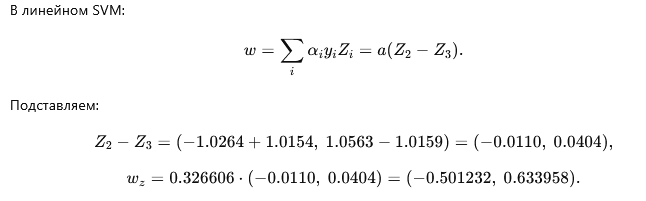 В линейном SVM:
w = ∑_i α_i y_i Z_i = a(Z_2 − Z_3).
Подставляем:
Z_2 − Z_3 = (−1.0264 + 1.0154, 1.0563 − 1.0159) = (−0.0110, 0.0404),
w_z = 0.326606 · (−0.0110, 0.0404) = (−0.501232, 0.633958).